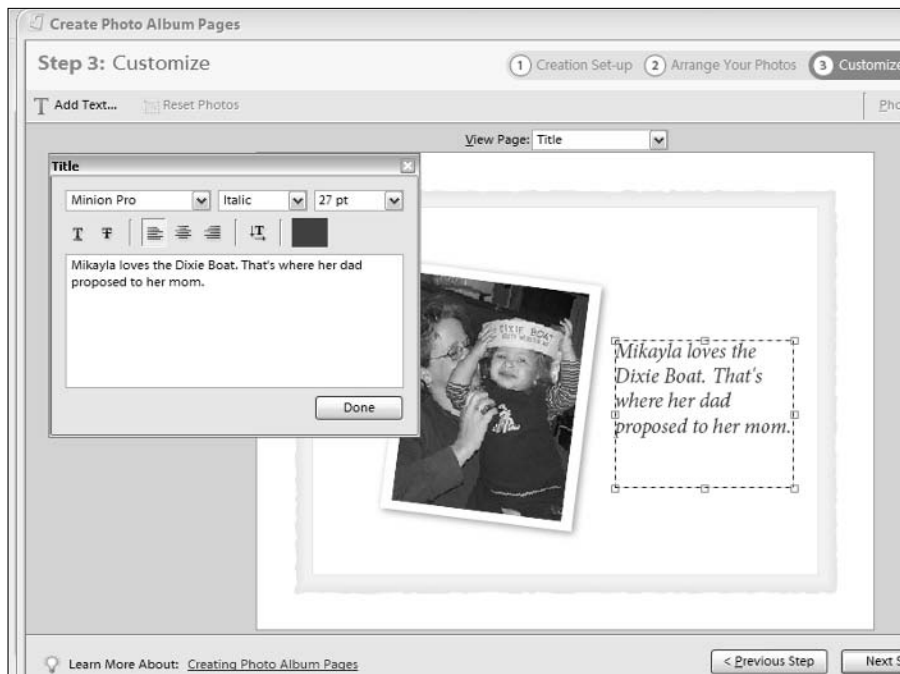 Create Photo Album Pages
Step 3: Customize
1 Creation Set-up 2 Arrange Your Photos 3 Customize
T Add Text... Reset Photos
View Page: Title
Title
Minion Pro Italic 27 pt
T T T
Mikayla loves the Dixie Boat. That's where her dad
proposed to her mom.
Done
DIXIE BOAT
Mikayla loves the
Dixie Boat. That's
where her dad
proposed to her mom.
Learn More About: Creating Photo Album Pages
< Previous Step Next S